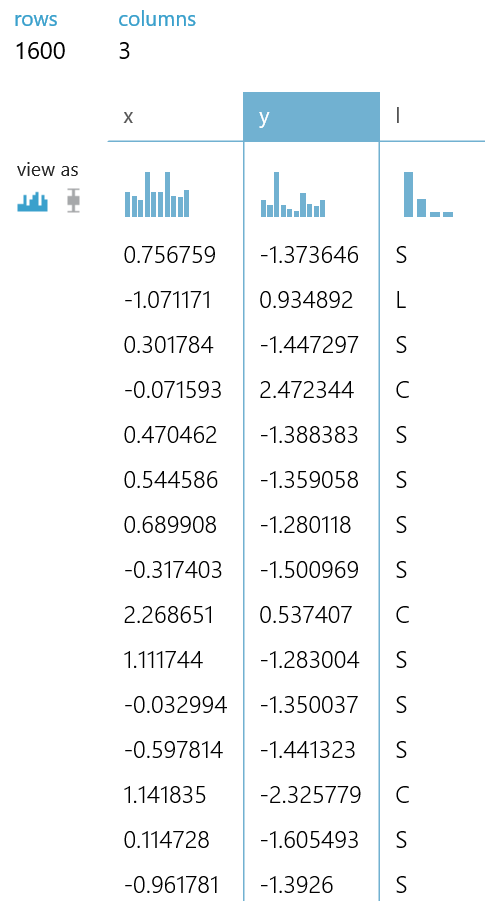 rows columns
1600 3
x y l
view as
0.756759 -1.373646 S
-1.071171 0.934892 L
0.301784 -1.447297 S
-0.071593 2.472344 C
0.470462 -1.388383 S
0.544586 -1.359058 S
0.689908 -1.280118 S
-0.317403 -1.500969 S
2.268651 0.537407 C
1.111744 -1.283004 S
-0.032994 -1.350037 S
-0.597814 -1.441323 S
1.141835 -2.325779 C
0.114728 -1.605493 S
-0.961781 -1.3926 S